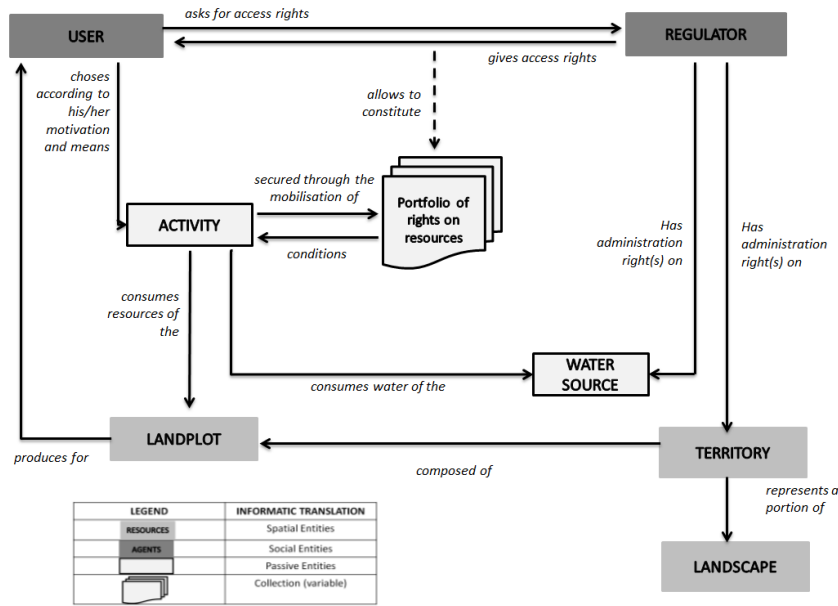 asks for access rights
USER
REGULATOR
gives access rights
choses
according to
his/her
motivation
and means
allows to
constitute
secured through the
mobilisation of
Portfolio of
rights on
resources
ACTIVITY
conditions
Has
administration
right(s) on
Has
administration
right(s) on
consumes
resources of
the
WATER
SOURCE
consumes water of the
LANDPLOT
TERRITORY
produces for
composed of
represents a
portion of
LANDSCAPE
LEGEND INFORMATIC TRANSLATION
RESOURCES Spatial Entities
AGENTS Social Entities
Passive Entities
Collection (variable)